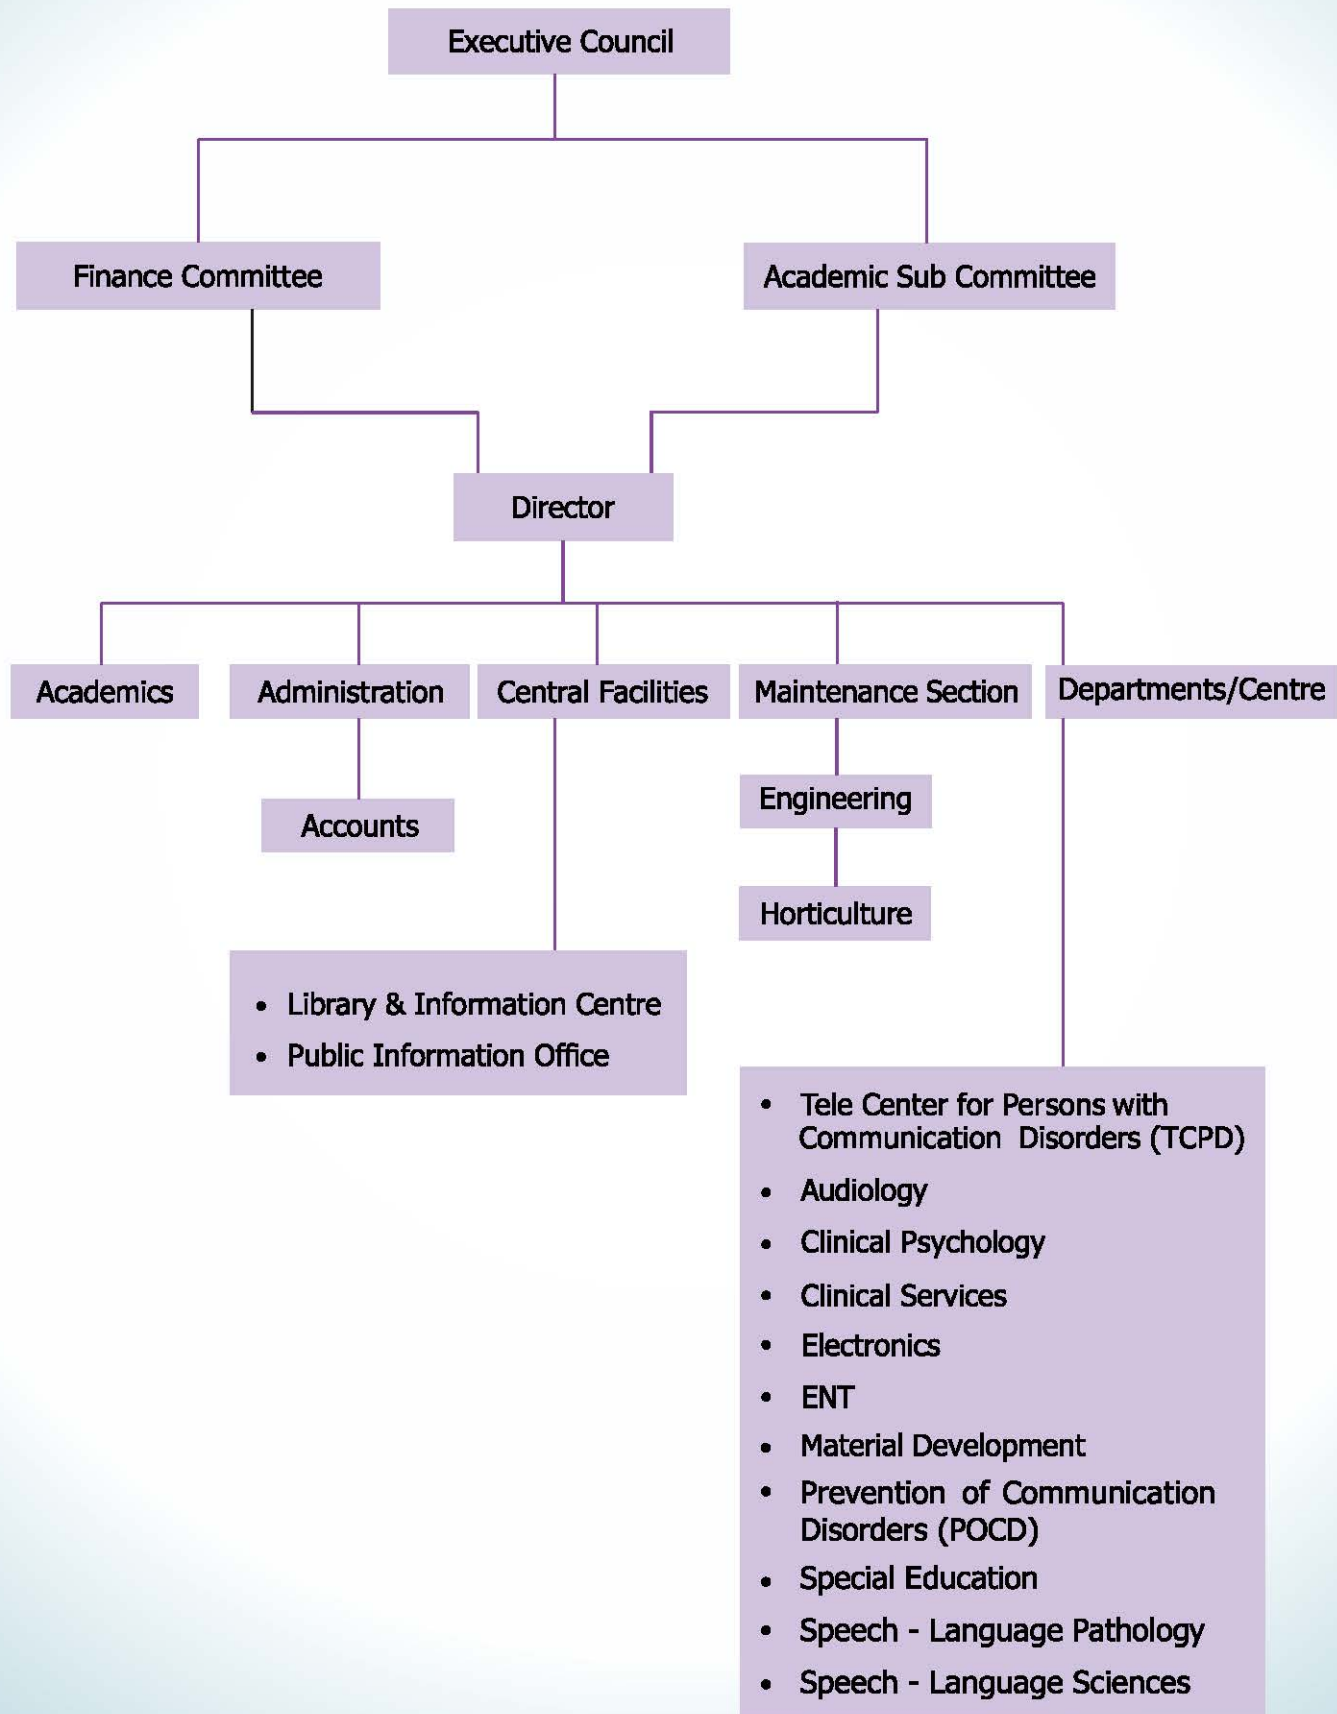 Executive Council
Finance Committee
Academic Sub Committee
Director
Academics
Administration
Central Facilities
Maintenance Section
Departments/Centre
Accounts
Engineering
Horticulture
• Library & Information Centre
• Public Information Office
• Tele Center for Persons with
Communication Disorders (TCPD)
• Audiology
• Clinical Psychology
• Clinical Services
• Electronics
• ENT
• Material Development
• Prevention of Communication
Disorders (POCD)
• Special Education
• Speech - Language Pathology
• Speech - Language Sciences